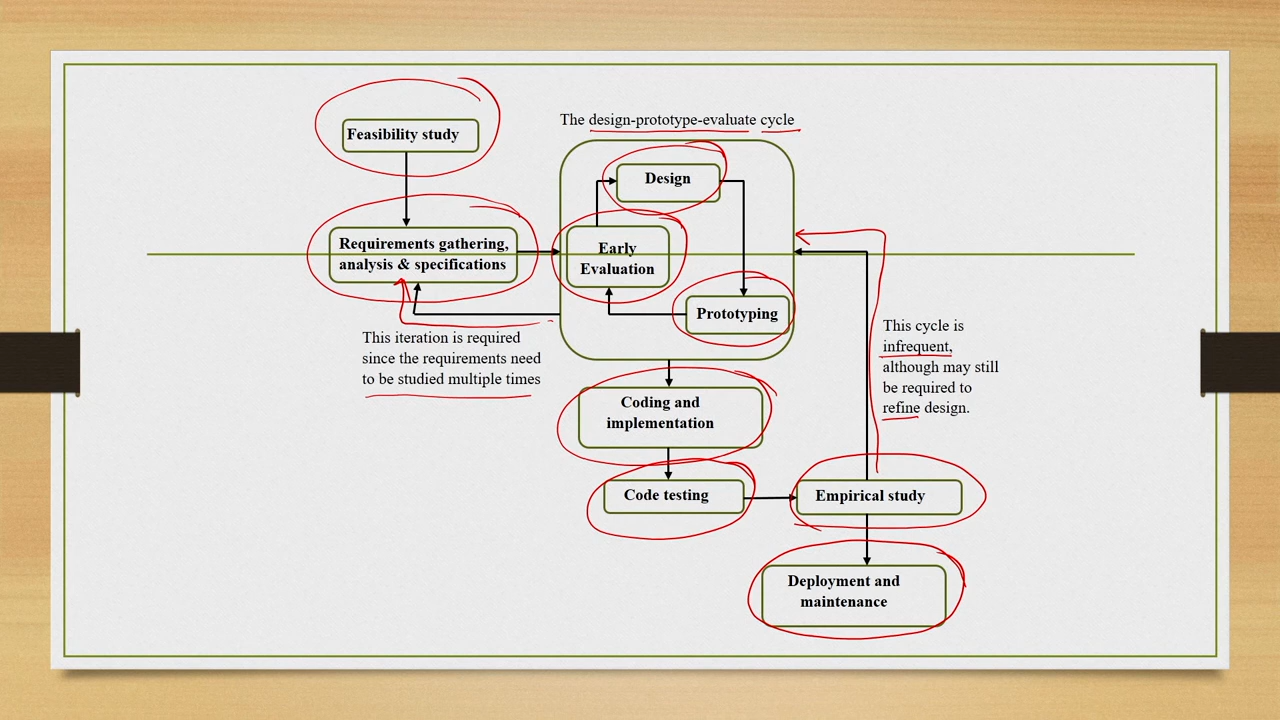 Feasibility study
The design-prototype-evaluate cycle
Design
Requirements gathering,
analysis & specifications
Early
Evaluation
Prototyping
This iteration is required
since the requirements need
to be studied multiple times
This cycle is
infrequent,
although may still
be required to
refine design.
Coding and
implementation
Code testing
Empirical study
Deployment and
maintenance